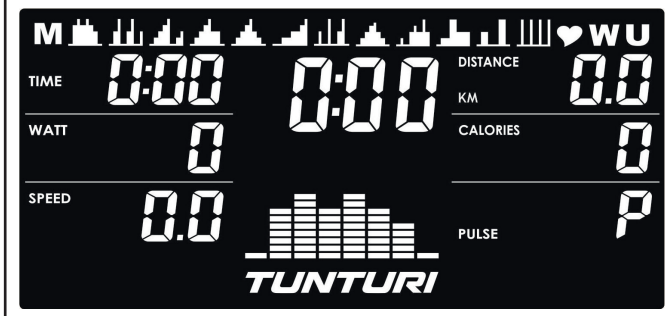 M W U
TIME 0:00 0:00 DISTANCE
KM 0.0
WATT 0 CALORIES 0
SPEED 0.0 PULSE P
TUNTURI